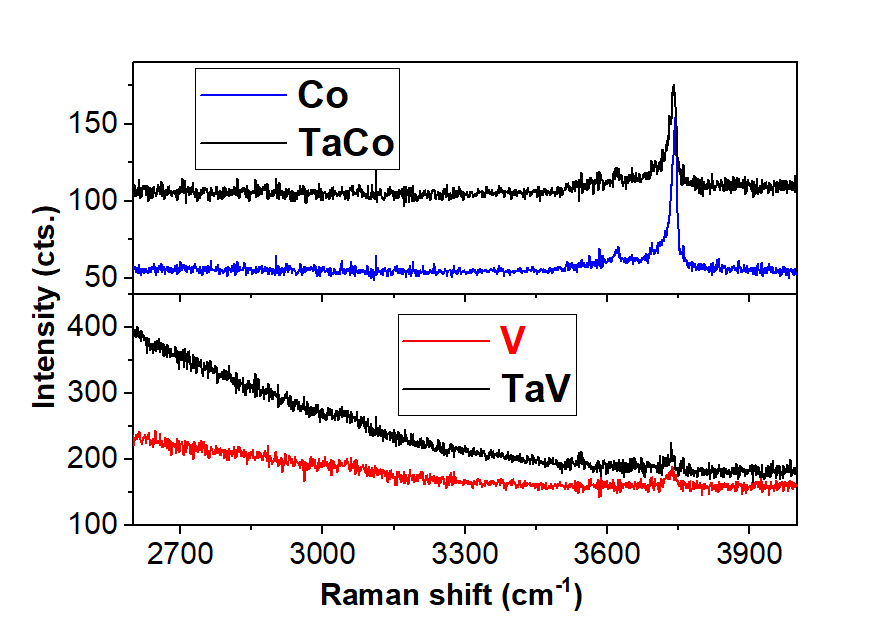 Co
TaCo
150
100
50
V
TaV
400
300
200
100
2700 3000 3300 3600 3900
Intensity (cts.)
Raman shift (cm⁻¹)